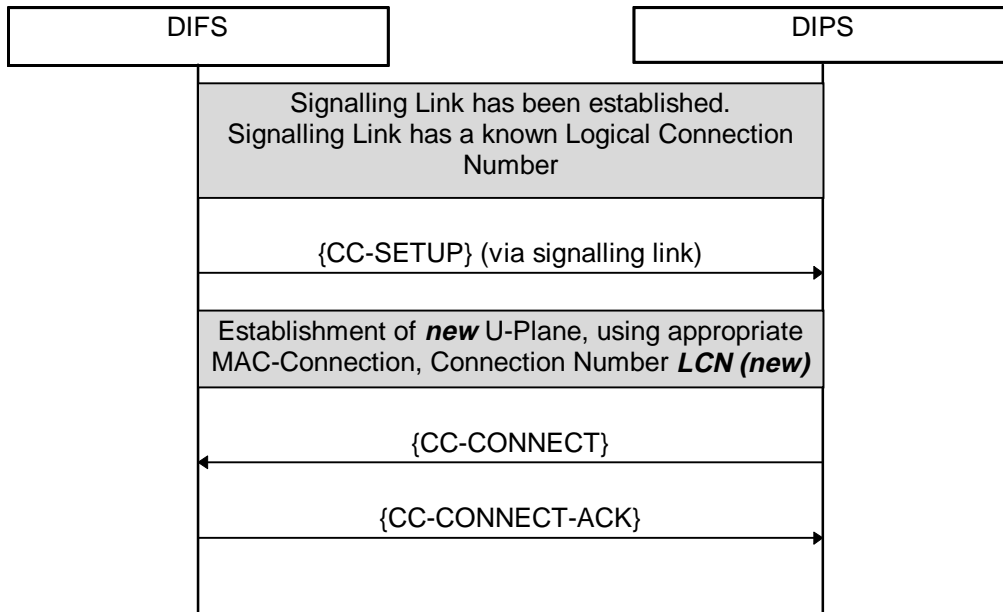 DIFS
DIPS
Signalling Link has been established.
Signalling Link has a known Logical Connection
Number
{CC-SETUP} (via signalling link)
Establishment of new U-Plane, using appropriate
MAC-Connection, Connection Number LCN (new)
{CC-CONNECT}
{CC-CONNECT-ACK}